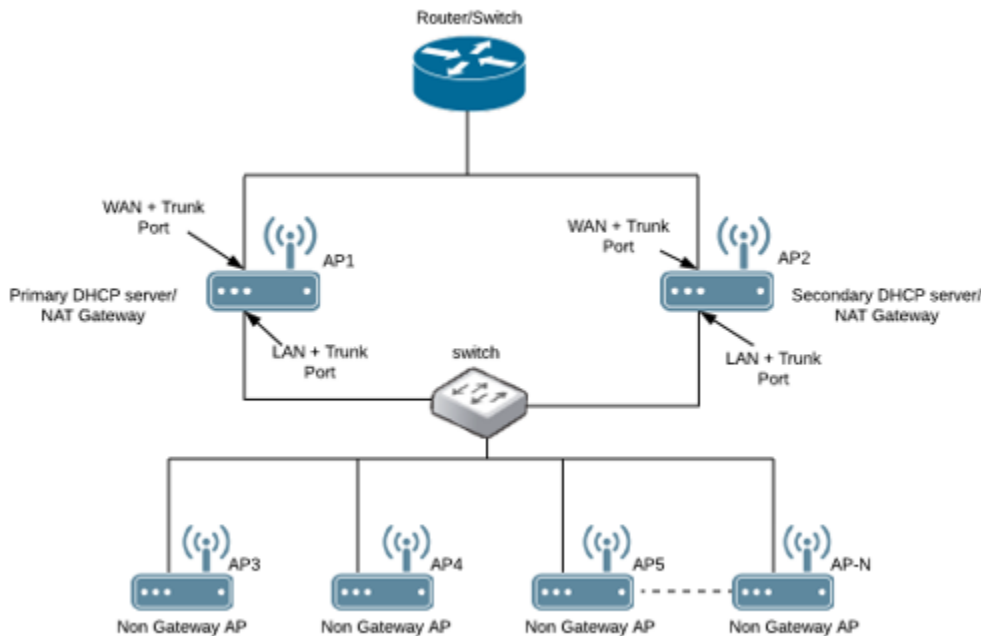 Router/Switch
WAN + Trunk
Port
AP1
Primary DHCP server/
NAT Gateway
LAN + Trunk
Port
WAN + Trunk
Port
AP2
Secondary DHCP server/
NAT Gateway
LAN + Trunk
Port
switch
AP3
Non Gateway AP
AP4
Non Gateway AP
AP5
Non Gateway AP
AP-N
Non Gateway AP